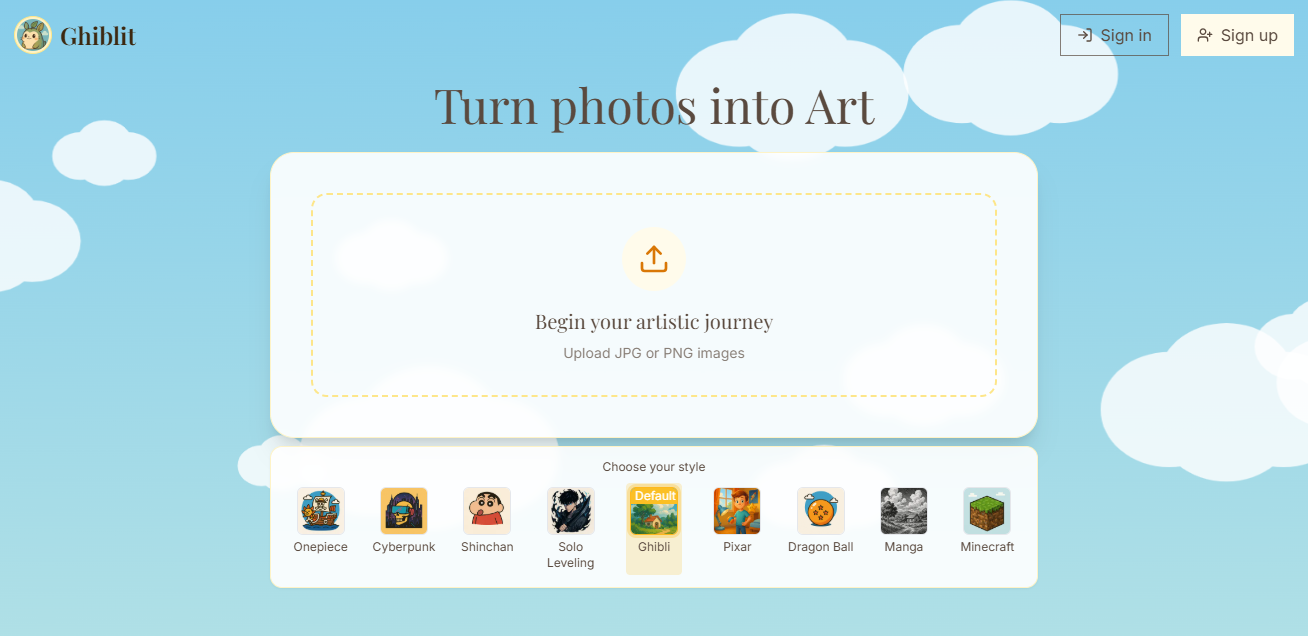 Ghiblit
Sign in
Sign up
Turn photos into Art
Begin your artistic journey
Upload JPG or PNG images
Choose your style
Default
Onepiece
Cyberpunk
Shinchan
Solo
Leveling
Ghibli
Pixar
Dragon Ball
Manga
Minecraft